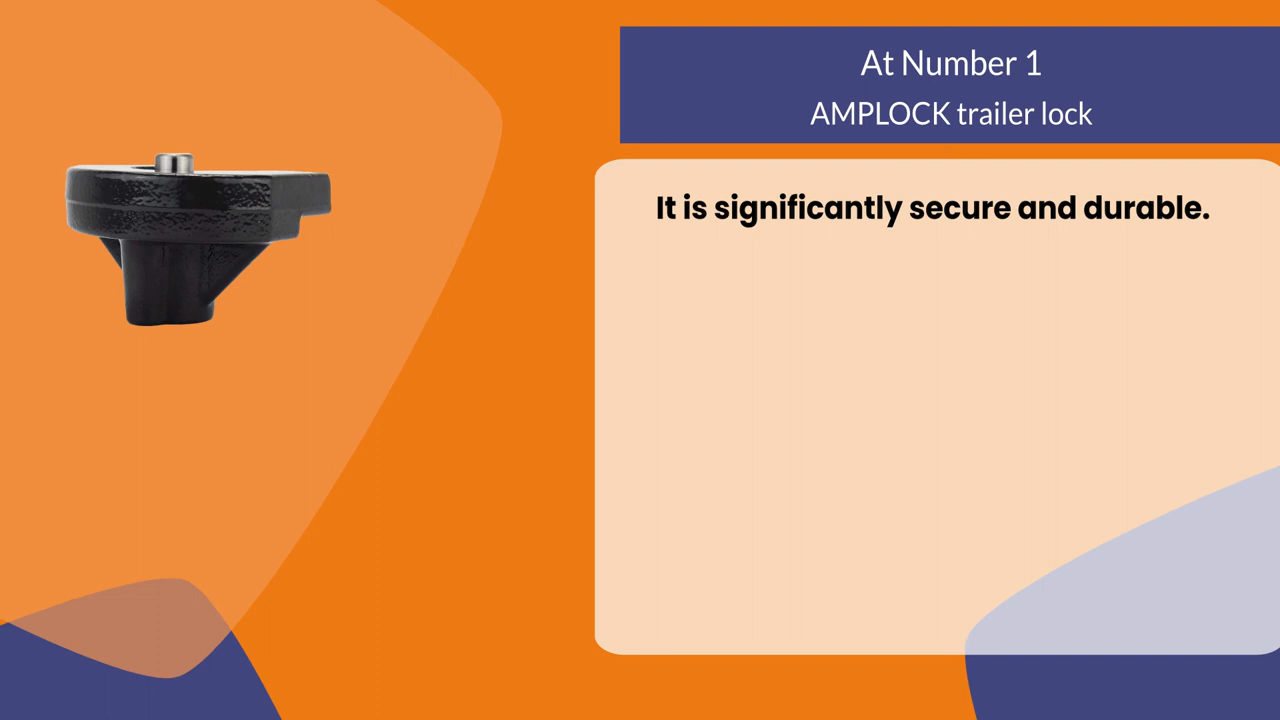 At Number 1
AMPLOCK trailer lock
It is significantly secure and durable.